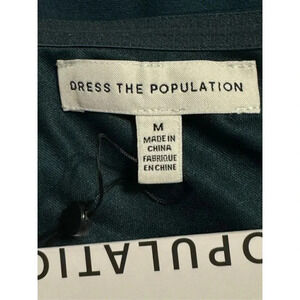 DRESS THE POPULATION
M
MADE IN
CHINA
FABRIQUE
EN CHINE
OPULATIO